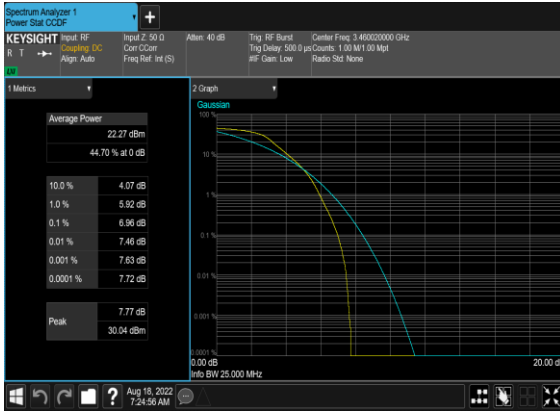 Spectrum Analyzer 1
Power Stat CCDF
KEYSIGHT
R T
Input: RF
Coupling: DC
Align: Auto
Input Z: 50 Ω
Corr CCorr
Freq Ref: Int (S)
Atten: 40 dB
Trig: RF Burst
Trig Delay: 500.0 µs
#IF Gain: Low
Center Freq: 3.460020000 GHz
Counts: 1.00 M/1.00 Mpt
Radio Std: None
1 Metrics
Average Power
22.27 dBm
44.70 % at 0 dB
10.0 % 4.07 dB
1.0 % 5.92 dB
0.1 % 6.96 dB
0.01 % 7.46 dB
0.001 % 7.63 dB
0.0001 % 7.72 dB
Peak
7.77 dB
30.04 dBm
2 Graph
Gaussian
100 %
10 %
1 %
0.1 %
0.01 %
0.001 %
0.0001 %
0.00 dB
20.00 d
Info BW 25.000 MHz
?
Aug 18, 2022
7:24:56 AM